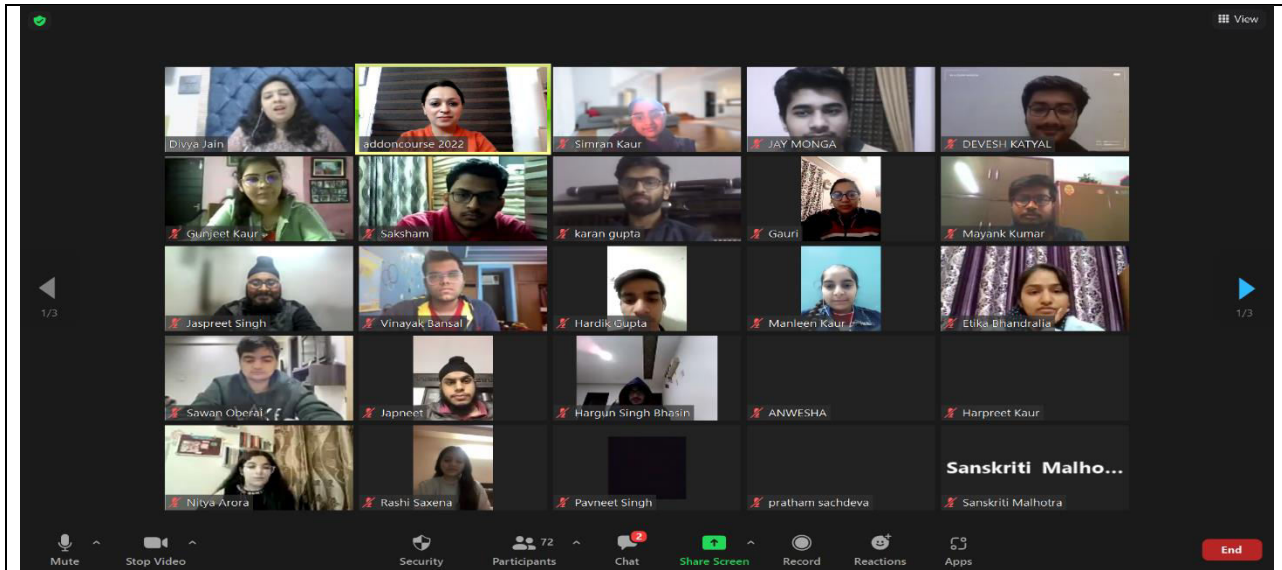 View
Divya Jain
addoncourse 2022
Simran Kaur
JAY MONGA
DEVESH KATYAL
Gunjeet Kaur
Saksham
karan gupta
Gauri
Mayank Kumar
Jaspreet Singh
Vinayak Bansal
Hardik Gupta
Manleen Kaur
Etika Bhandralia
1/3
1/3
Sawan Oberai
Japneet
Hargun Singh Bhasin
ANWESHA
Harpreet Kaur
Sanskriti Malho...
Nitya Arora
Rashi Saxena
Pavneet Singh
pratham sachdeva
Sanskriti Malhotra
72
2
Mute
Stop Video
Security
Participants
Chat
Share Screen
Record
Reactions
Apps
End